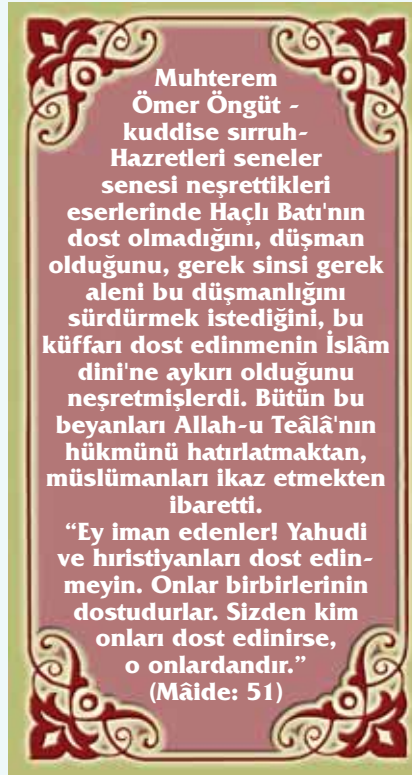 Muhterem
Ömer Öngüt -
kuddise sırruh-
Hazretleri seneler
senesi neşrettikleri
eserlerinde Haçlı Batı'nın
dost olmadığını, düşman
olduğunu, gerek sinsi gerek
aleni bu düşmanlığını
sürdürmek istediğini, bu
küffarı dost edinmenin İslâm
dini'ne aykırı olduğunu
neşretmişlerdi. Bütün bu
beyanları Allah-u Teâlâ'nın
hükmünü hatırlatmaktan,
müslümanları ikaz etmekten
ibaretti.
“Ey iman edenler! Yahudi
ve hıristiyanları dost edin-
meyin. Onlar birbirlerinin
dostudurlar. Sizden kim
onları dost edinirse,
o onlardandır.”
(Mâide: 51)